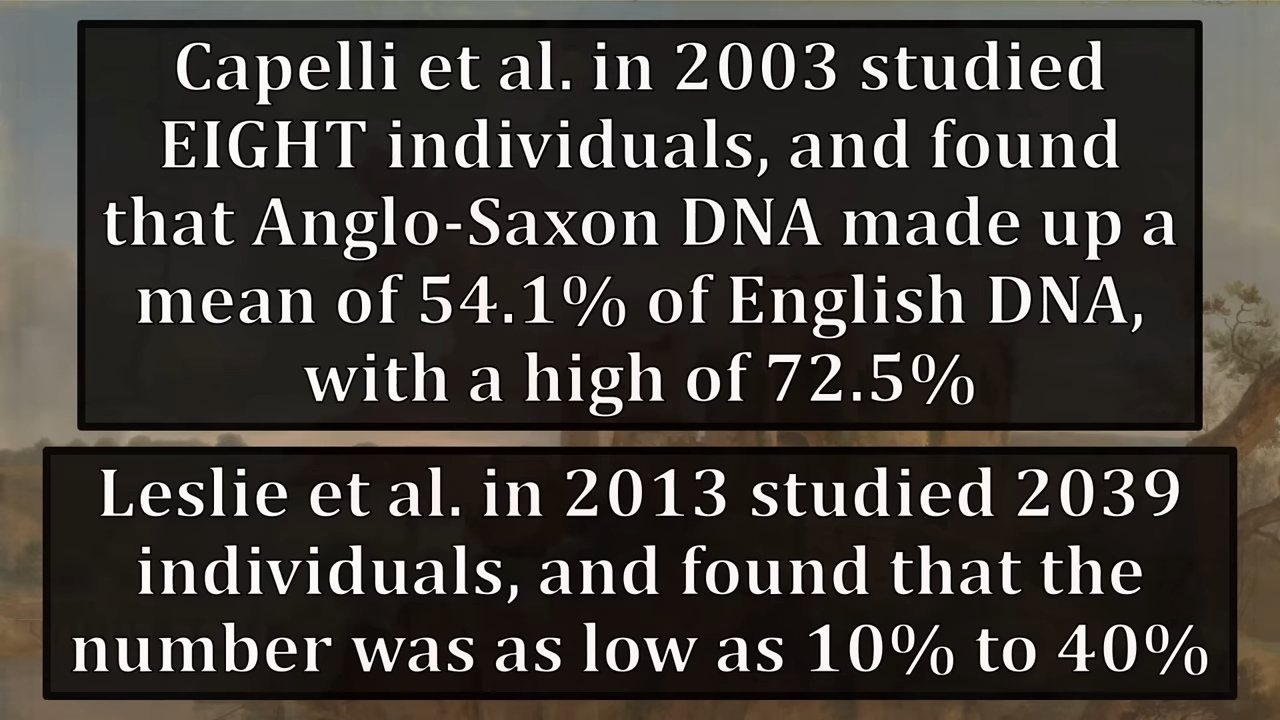 Capelli et al. in 2003 studied
EIGHT individuals, and found
that Anglo-Saxon DNA made up a
mean of 54.1% of English DNA,
with a high of 72.5%
Leslie et al. in 2013 studied 2039
individuals, and found that the
number was as low as 10% to 40%